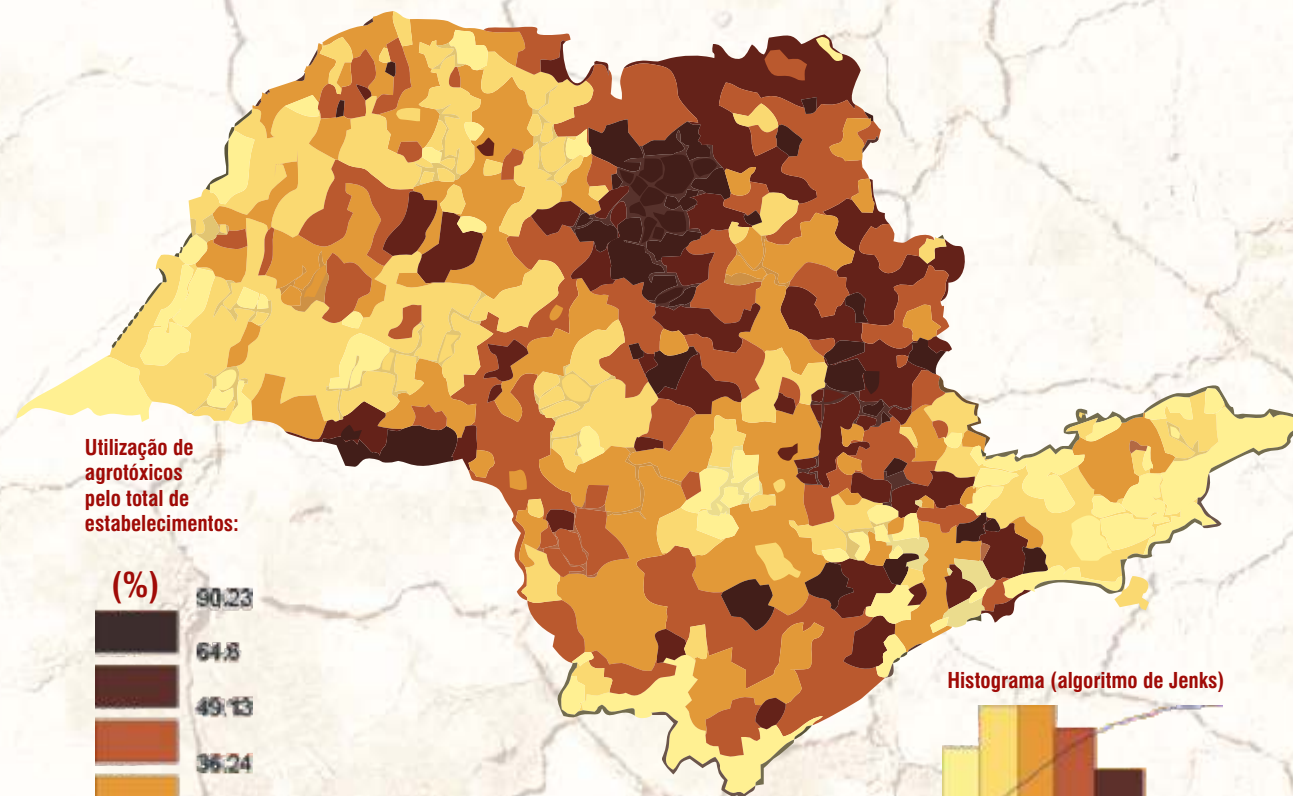 Utilização de
agrotóxicos
pelo total de
estabelecimentos:
(%)
90.23
64.8
49.13
36.24
Histograma (algoritmo de Jenks)